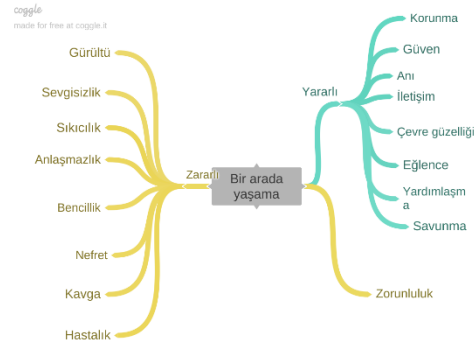 coggle
made for free at coggle.it
Gürültü
Sevgisizlik
Sıkıcılık
Anlaşmazlık
Bencillik
Nefret
Kavga
Hastalık
Zararlı
Bir arada
yaşama
Yararlı
Korunma
Güven
Anı
İletişim
Çevre güzelliği
Eğlence
Yardımlaşm
a
Savunma
Zorunluluk